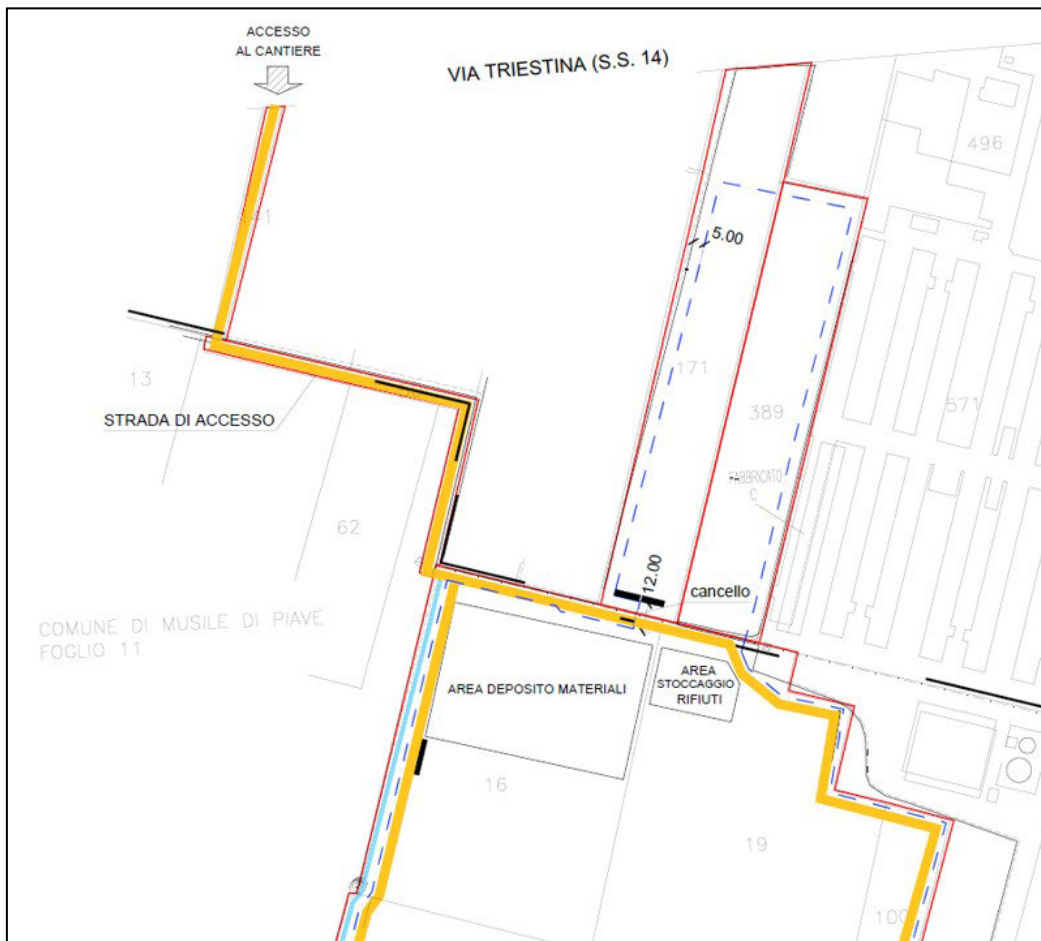 ACCESSO
AL CANTIERE
VIA TRIESTINA (S.S. 14)
496
41
5.00
13
171
389
571
STRADA DI ACCESSO
FABBRICATO
C
62
12.00
cancello
COMUNE DI MUSILE DI PIAVE
FOGLIO 11
AREA DEPOSITO MATERIALI
AREA
STOCCAGGIO
RIFIUTI
16
19
100